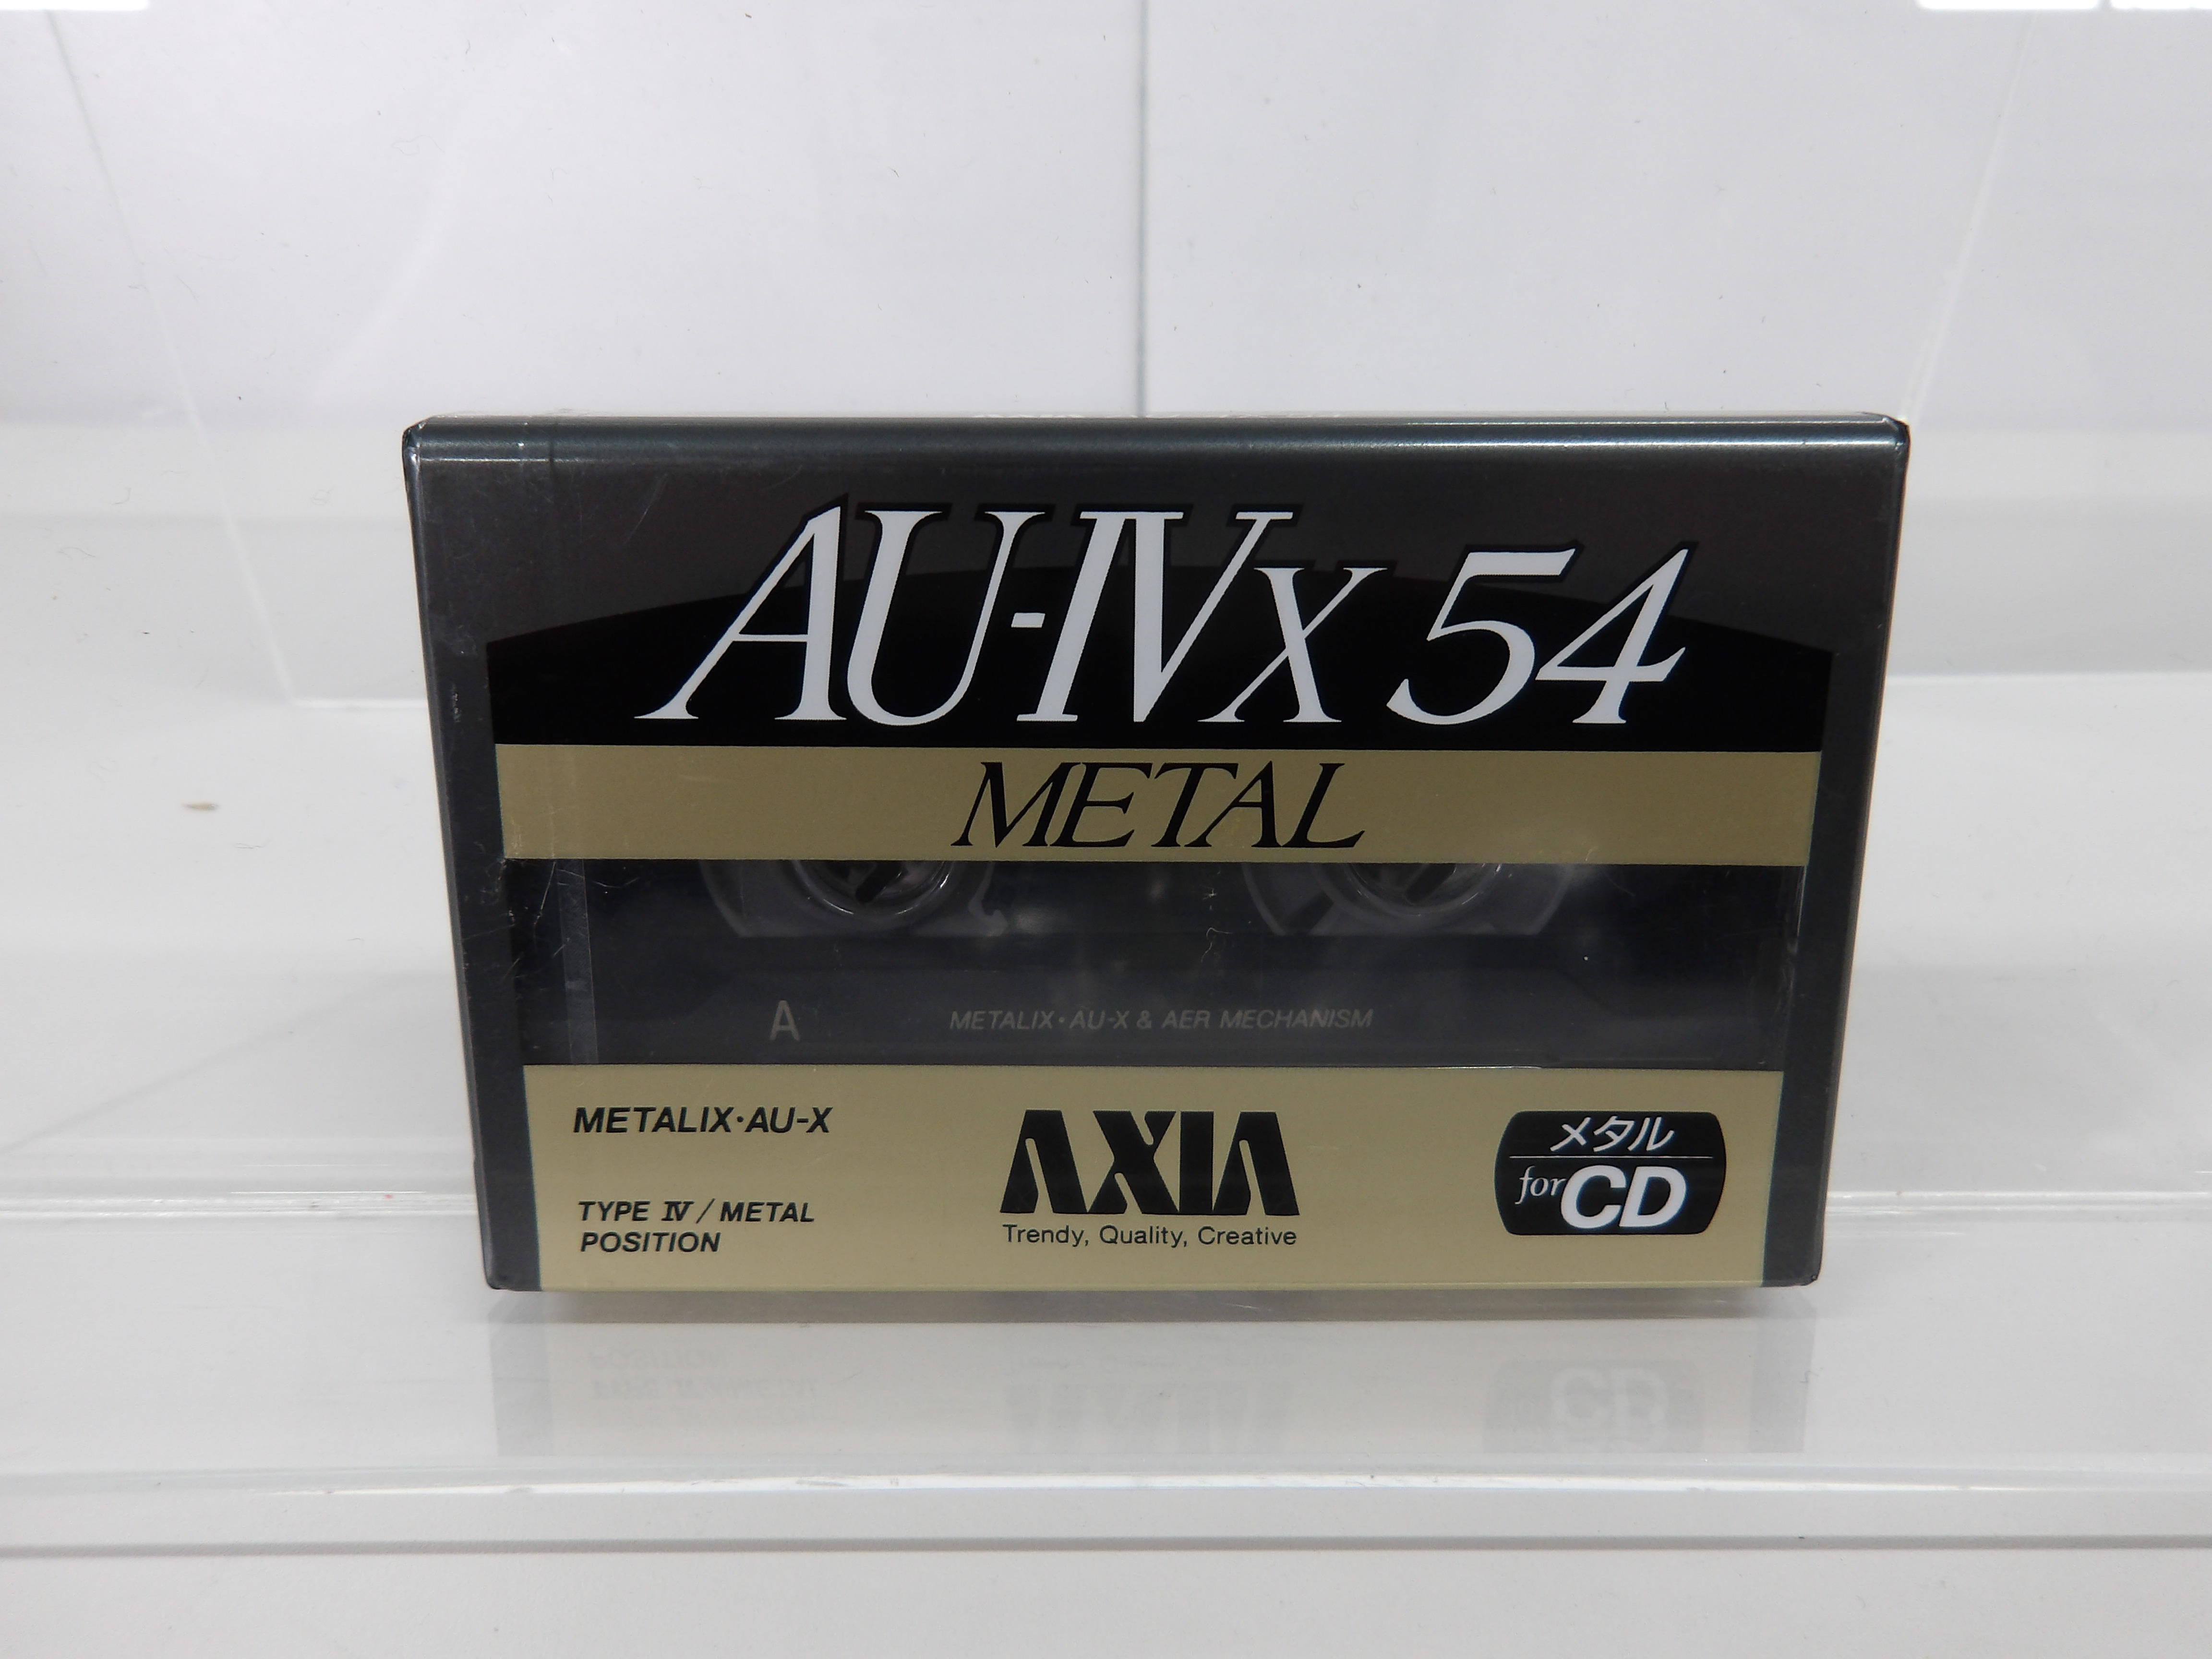 AU-IVx 54
METAL
A
METALIX·AU-X & AER MECHANISM
METALIX·AU-X
TYPE IV / METAL
POSITION
AXIA
Trendy, Quality, Creative
メタル
for CD